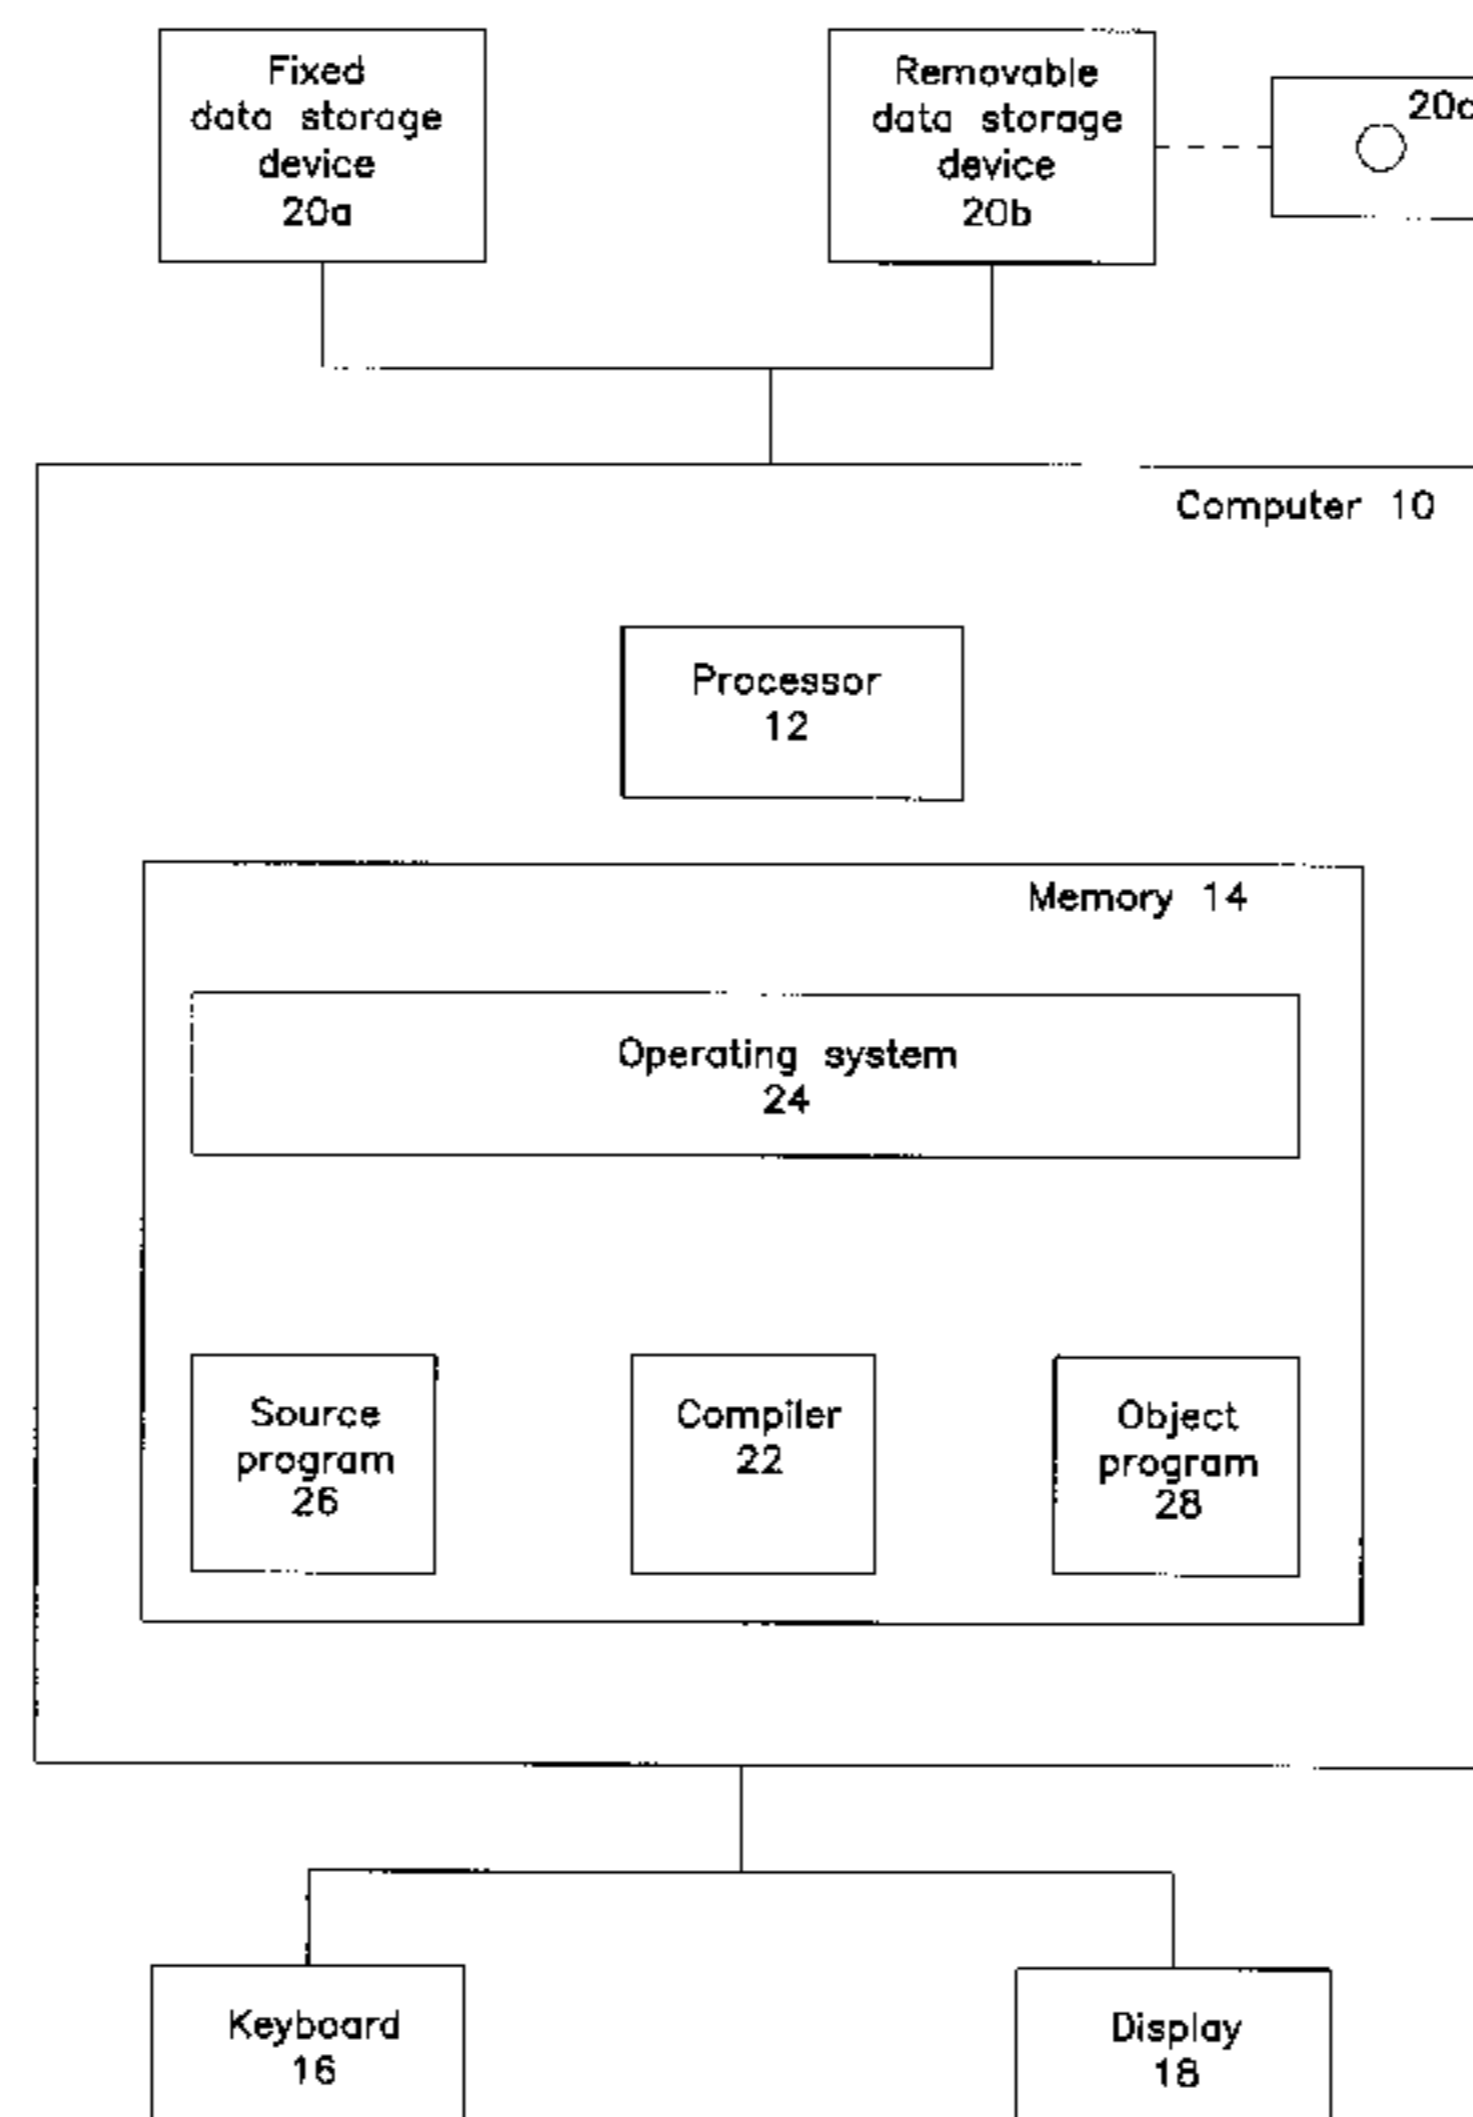 Fixed
data storage
device
20a
Removable
data storage
device
20b
Computer 10
Processor
12
Memory 14
Operating system
24
Source
program
26
Compiler
22
Object
program
28
Keyboard
16
Display
18